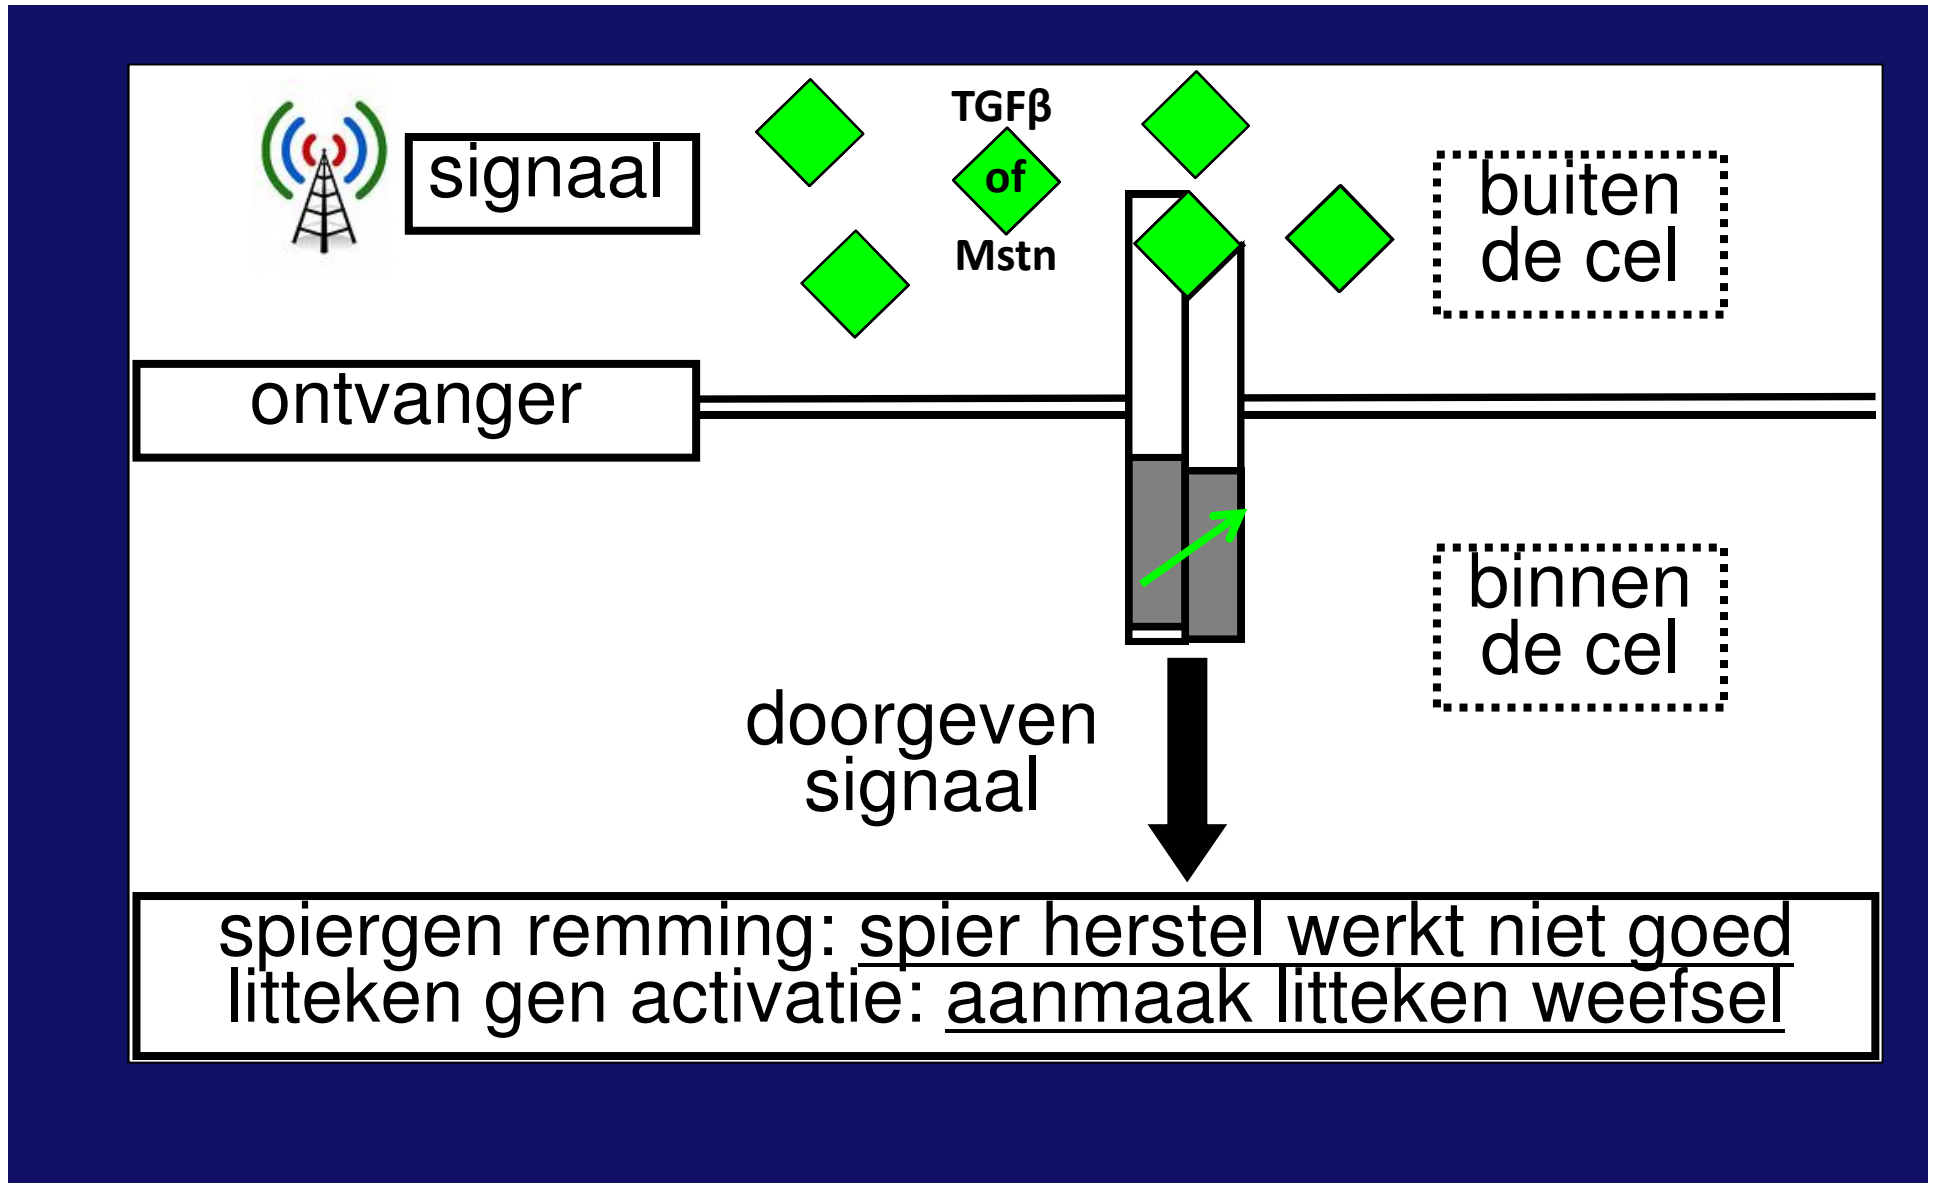 signaal
TGFβ
of
Mstn
buiten
de cel
ontvanger
binnen
de cel
doorgeven
signaal
spiergen remming: spier herstel werkt niet goed
litteken gen activatie: aanmaak litteken weefsel